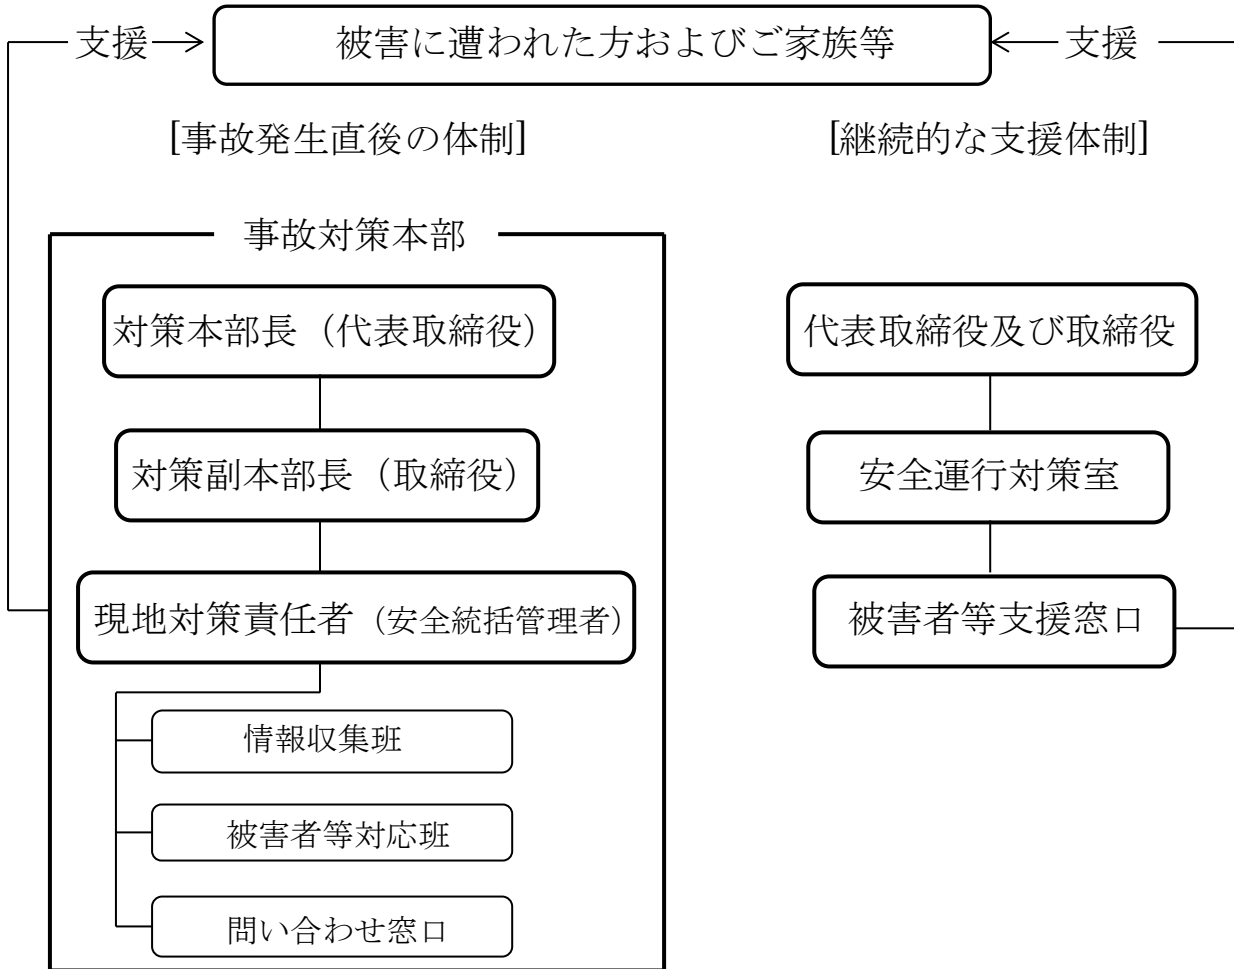 支援
被害に遭われた方およびご家族等
支援
[事故発生直後の体制]
[継続的な支援体制]
事故対策本部
対策本部長（代表取締役）
対策副本部長（取締役）
現地対策責任者（安全統括管理者）
情報収集班
被害者等対応班
問い合わせ窓口
代表取締役及び取締役
安全運行対策室
被害者等支援窓口